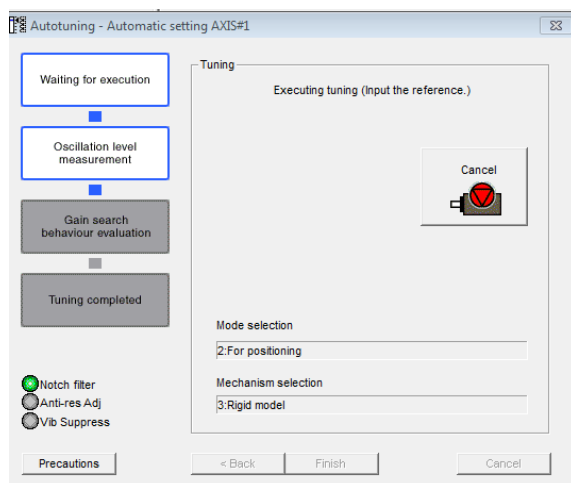 Autotuning - Automatic setting AXIS#1
Waiting for execution
Oscillation level
measurement
Gain search
behaviour evaluation
Tuning completed
Notch filter
Anti-res Adj
Vib Suppress
Tuning
Executing tuning (Input the reference.)
Cancel
Mode selection
2:For positioning
Mechanism selection
3:Rigid model
Precautions
< Back
Finish
Cancel